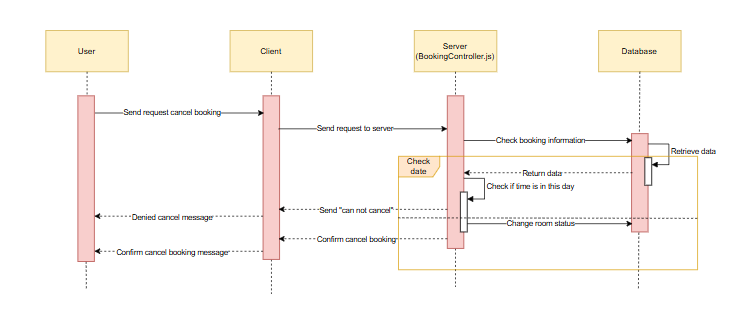 User
Client
Server
(BookingController.js)
Database
Send request cancel booking
Send request to server
Check booking information
Retrieve data
Check
date
Return data
Check if time is in this day
Send "can not cancel"
Denied cancel message
Change room status
Confirm cancel booking
Confirm cancel booking message